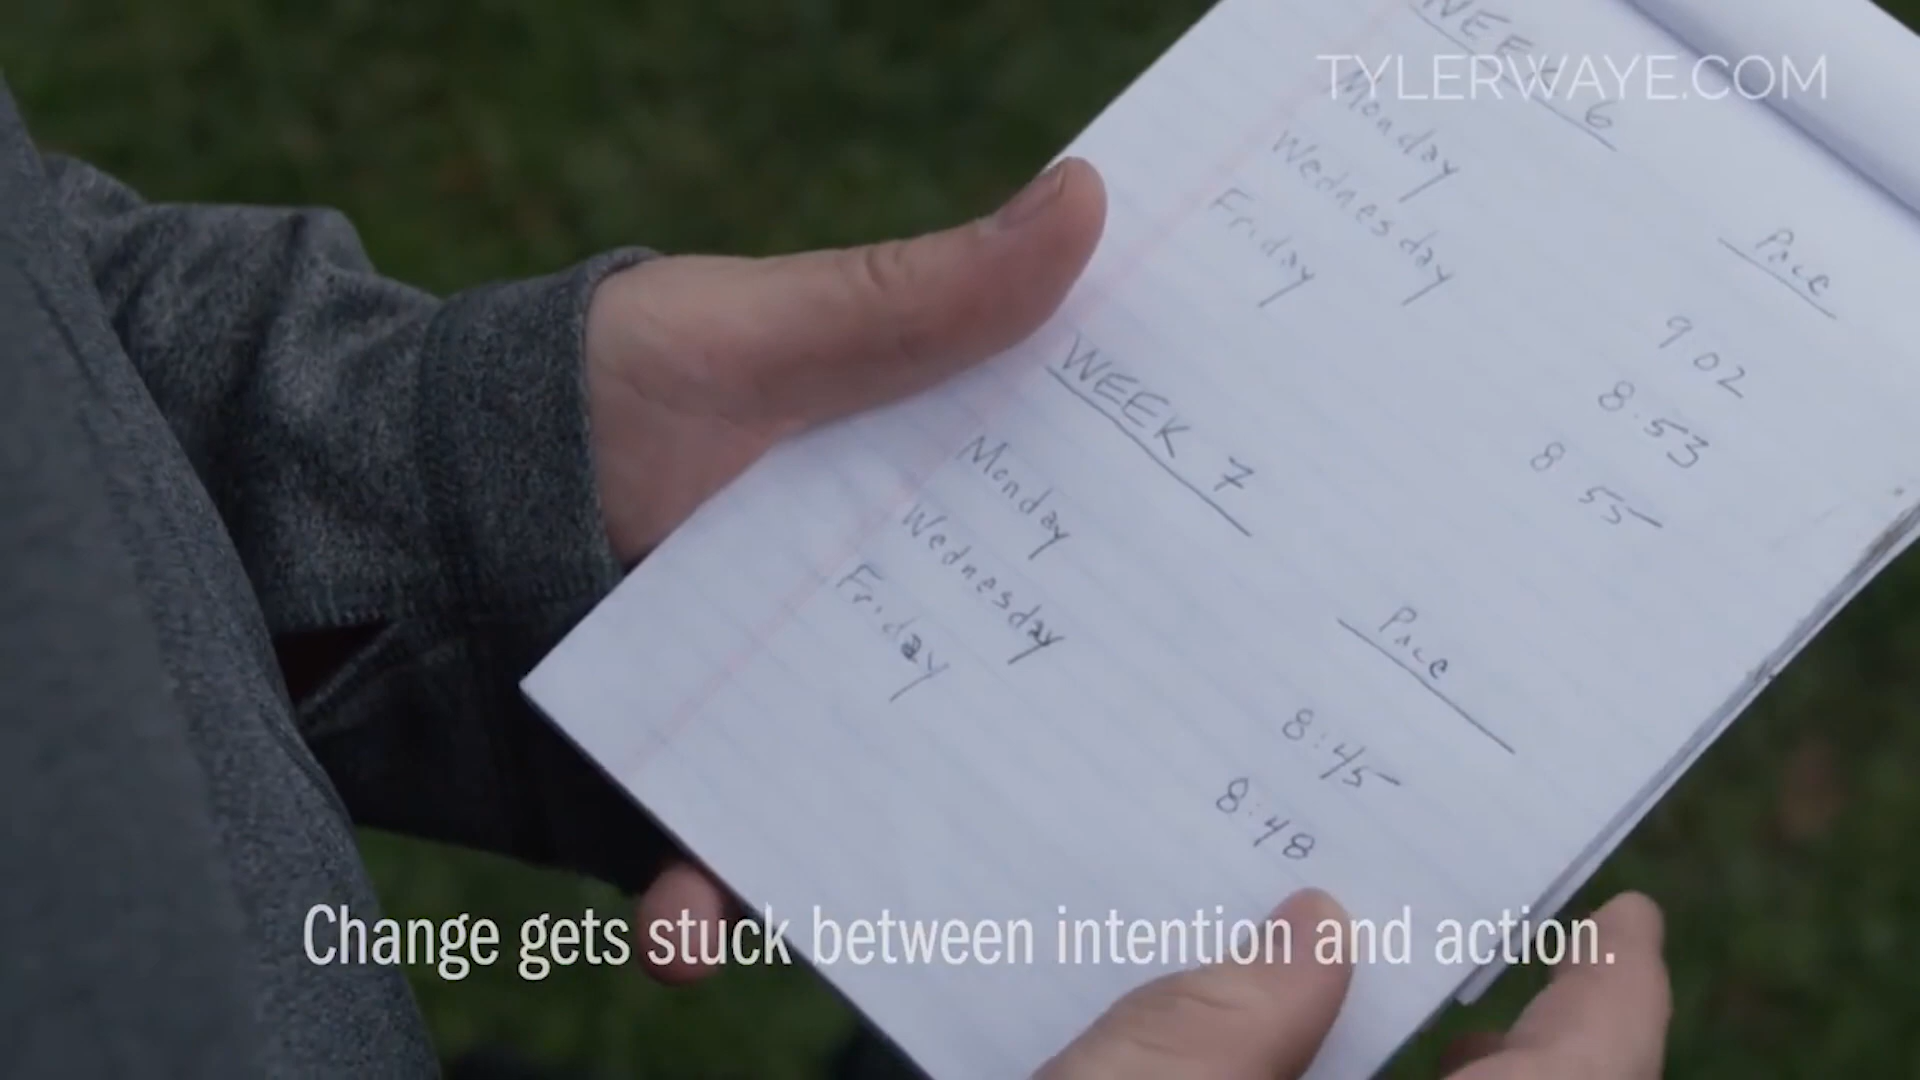 TYLERWAYE.COM
WEEK 6
Pace
Monday 9 02
Wednesday 8.53
Friday 8 55
WEEK 7
Pace
Monday 8:45
Wednesday 8:48
Friday
Change gets stuck between intention and action.